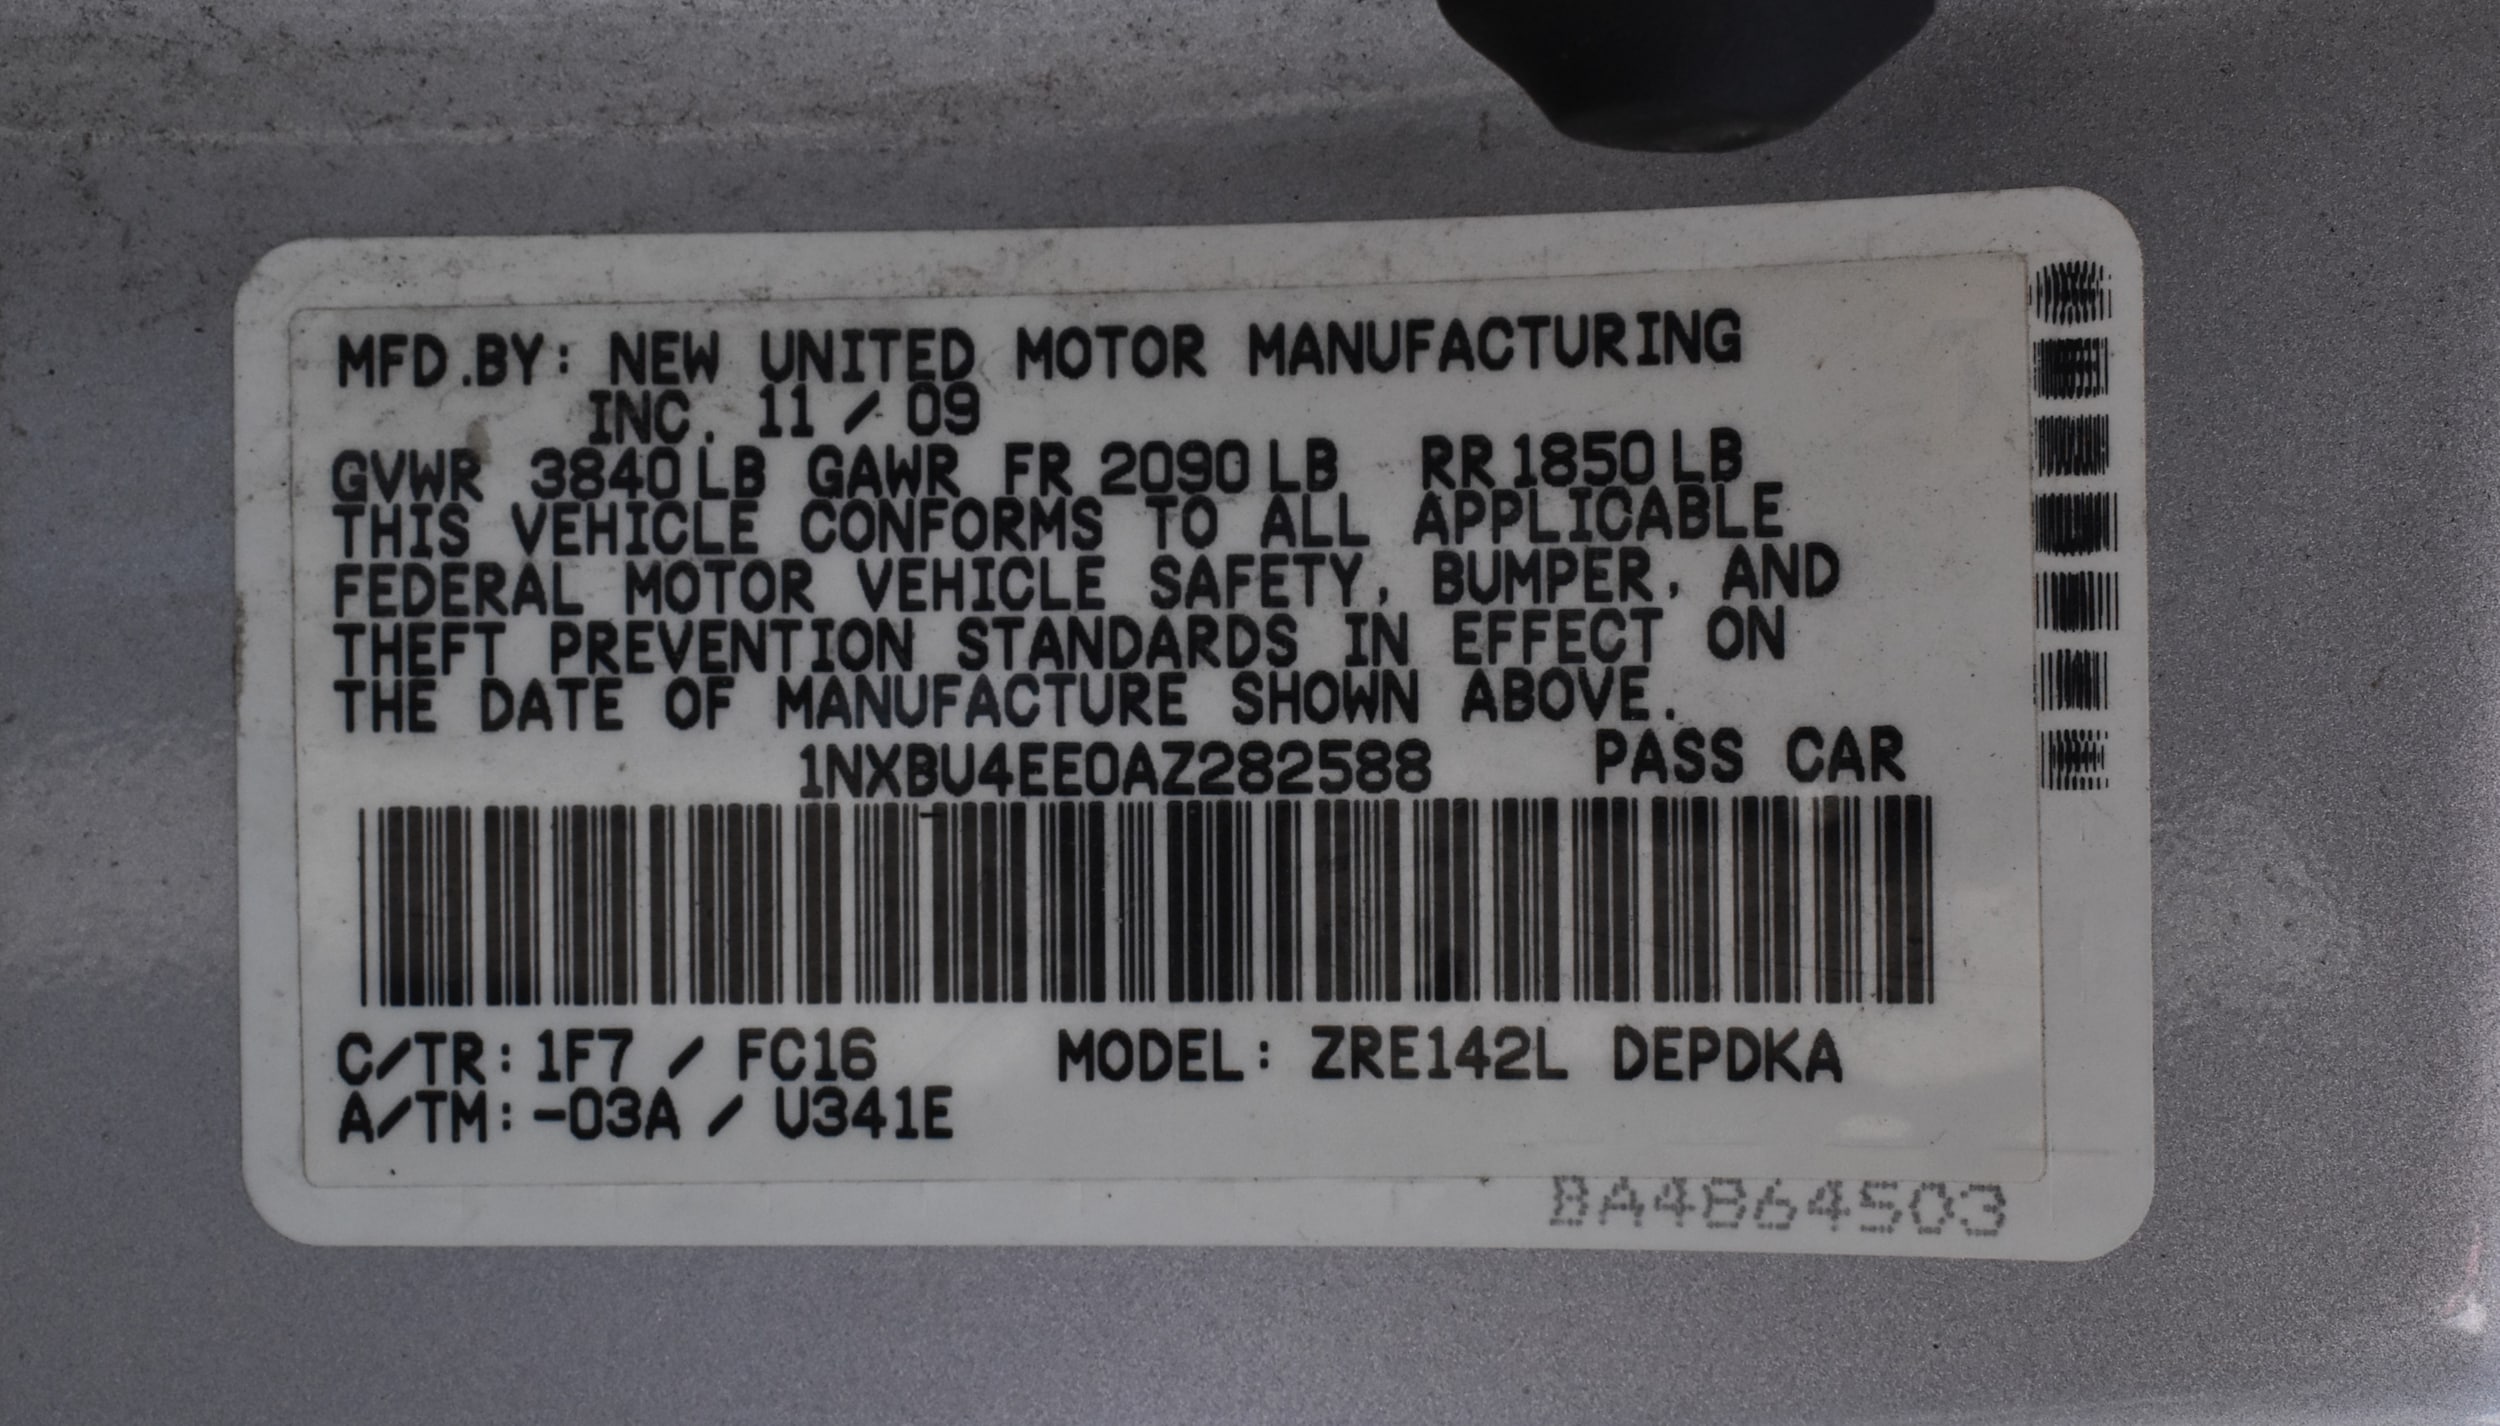 MFD.BY: NEW UNITED MOTOR MANUFACTURING
INC. 11 / 09
GVWR 3840 LB GAWR FR 2090 LB RR 1850 LB
THIS VEHICLE CONFORMS TO ALL APPLICABLE
FEDERAL MOTOR VEHICLE SAFETY, BUMPER, AND
THEFT PREVENTION STANDARDS IN EFFECT ON
THE DATE OF MANUFACTURE SHOWN ABOVE.
1NXBU4EE0AZ282588 PASS CAR
C/TR: 1F7 / FC16 MODEL: ZRE142L DEPDKA
A/TM: -03A / U341E
BA4B64503